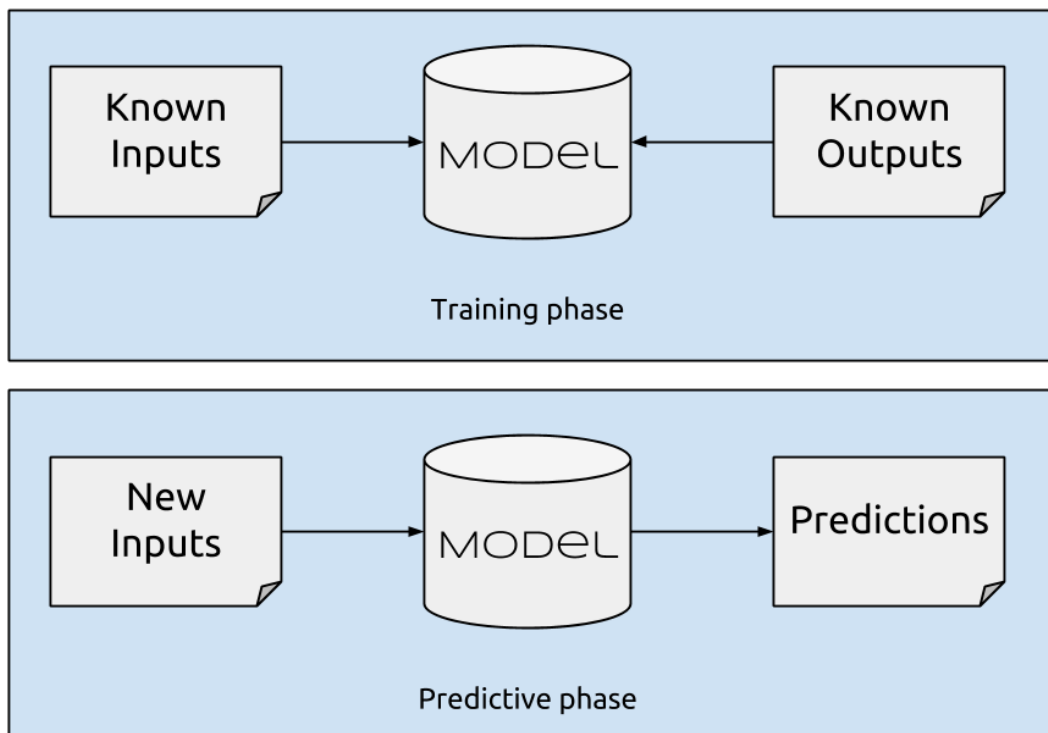 Known
Inputs
MODEL
Known
Outputs
Training phase
New
Inputs
MODEL
Predictions
Predictive phase